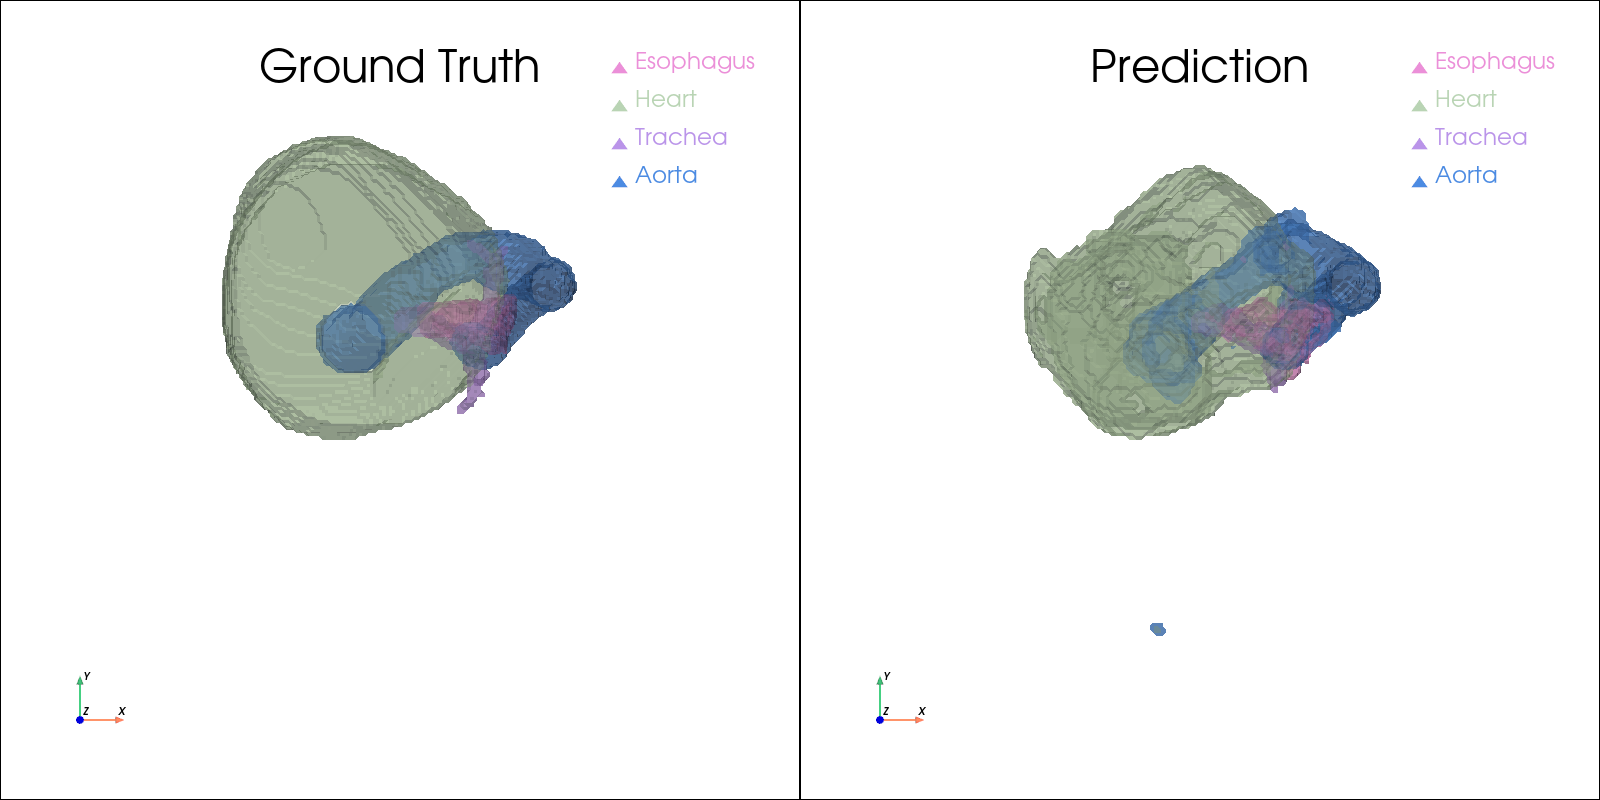 Ground Truth
Esophagus
Heart
Trachea
Aorta
Y
Z
X
Prediction
Esophagus
Heart
Trachea
Aorta
Y
Z
X